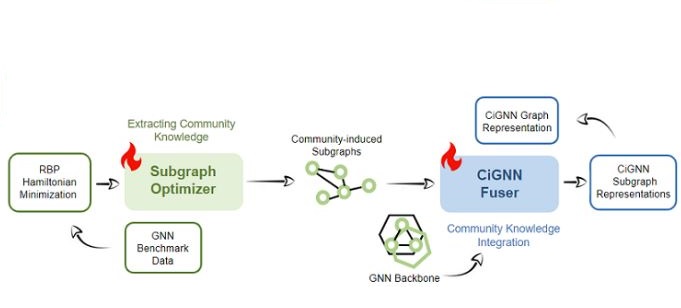 Extracting Community
Knowledge
RBP
Hamiltonian
Minimization
Subgraph
Optimizer
GNN
Benchmark
Data
Community-induced
Subgraphs
GNN Backbone
CiGNN Graph
Representation
CiGNN
Fuser
Community Knowledge
Integration
CiGNN
Subgraph
Representations